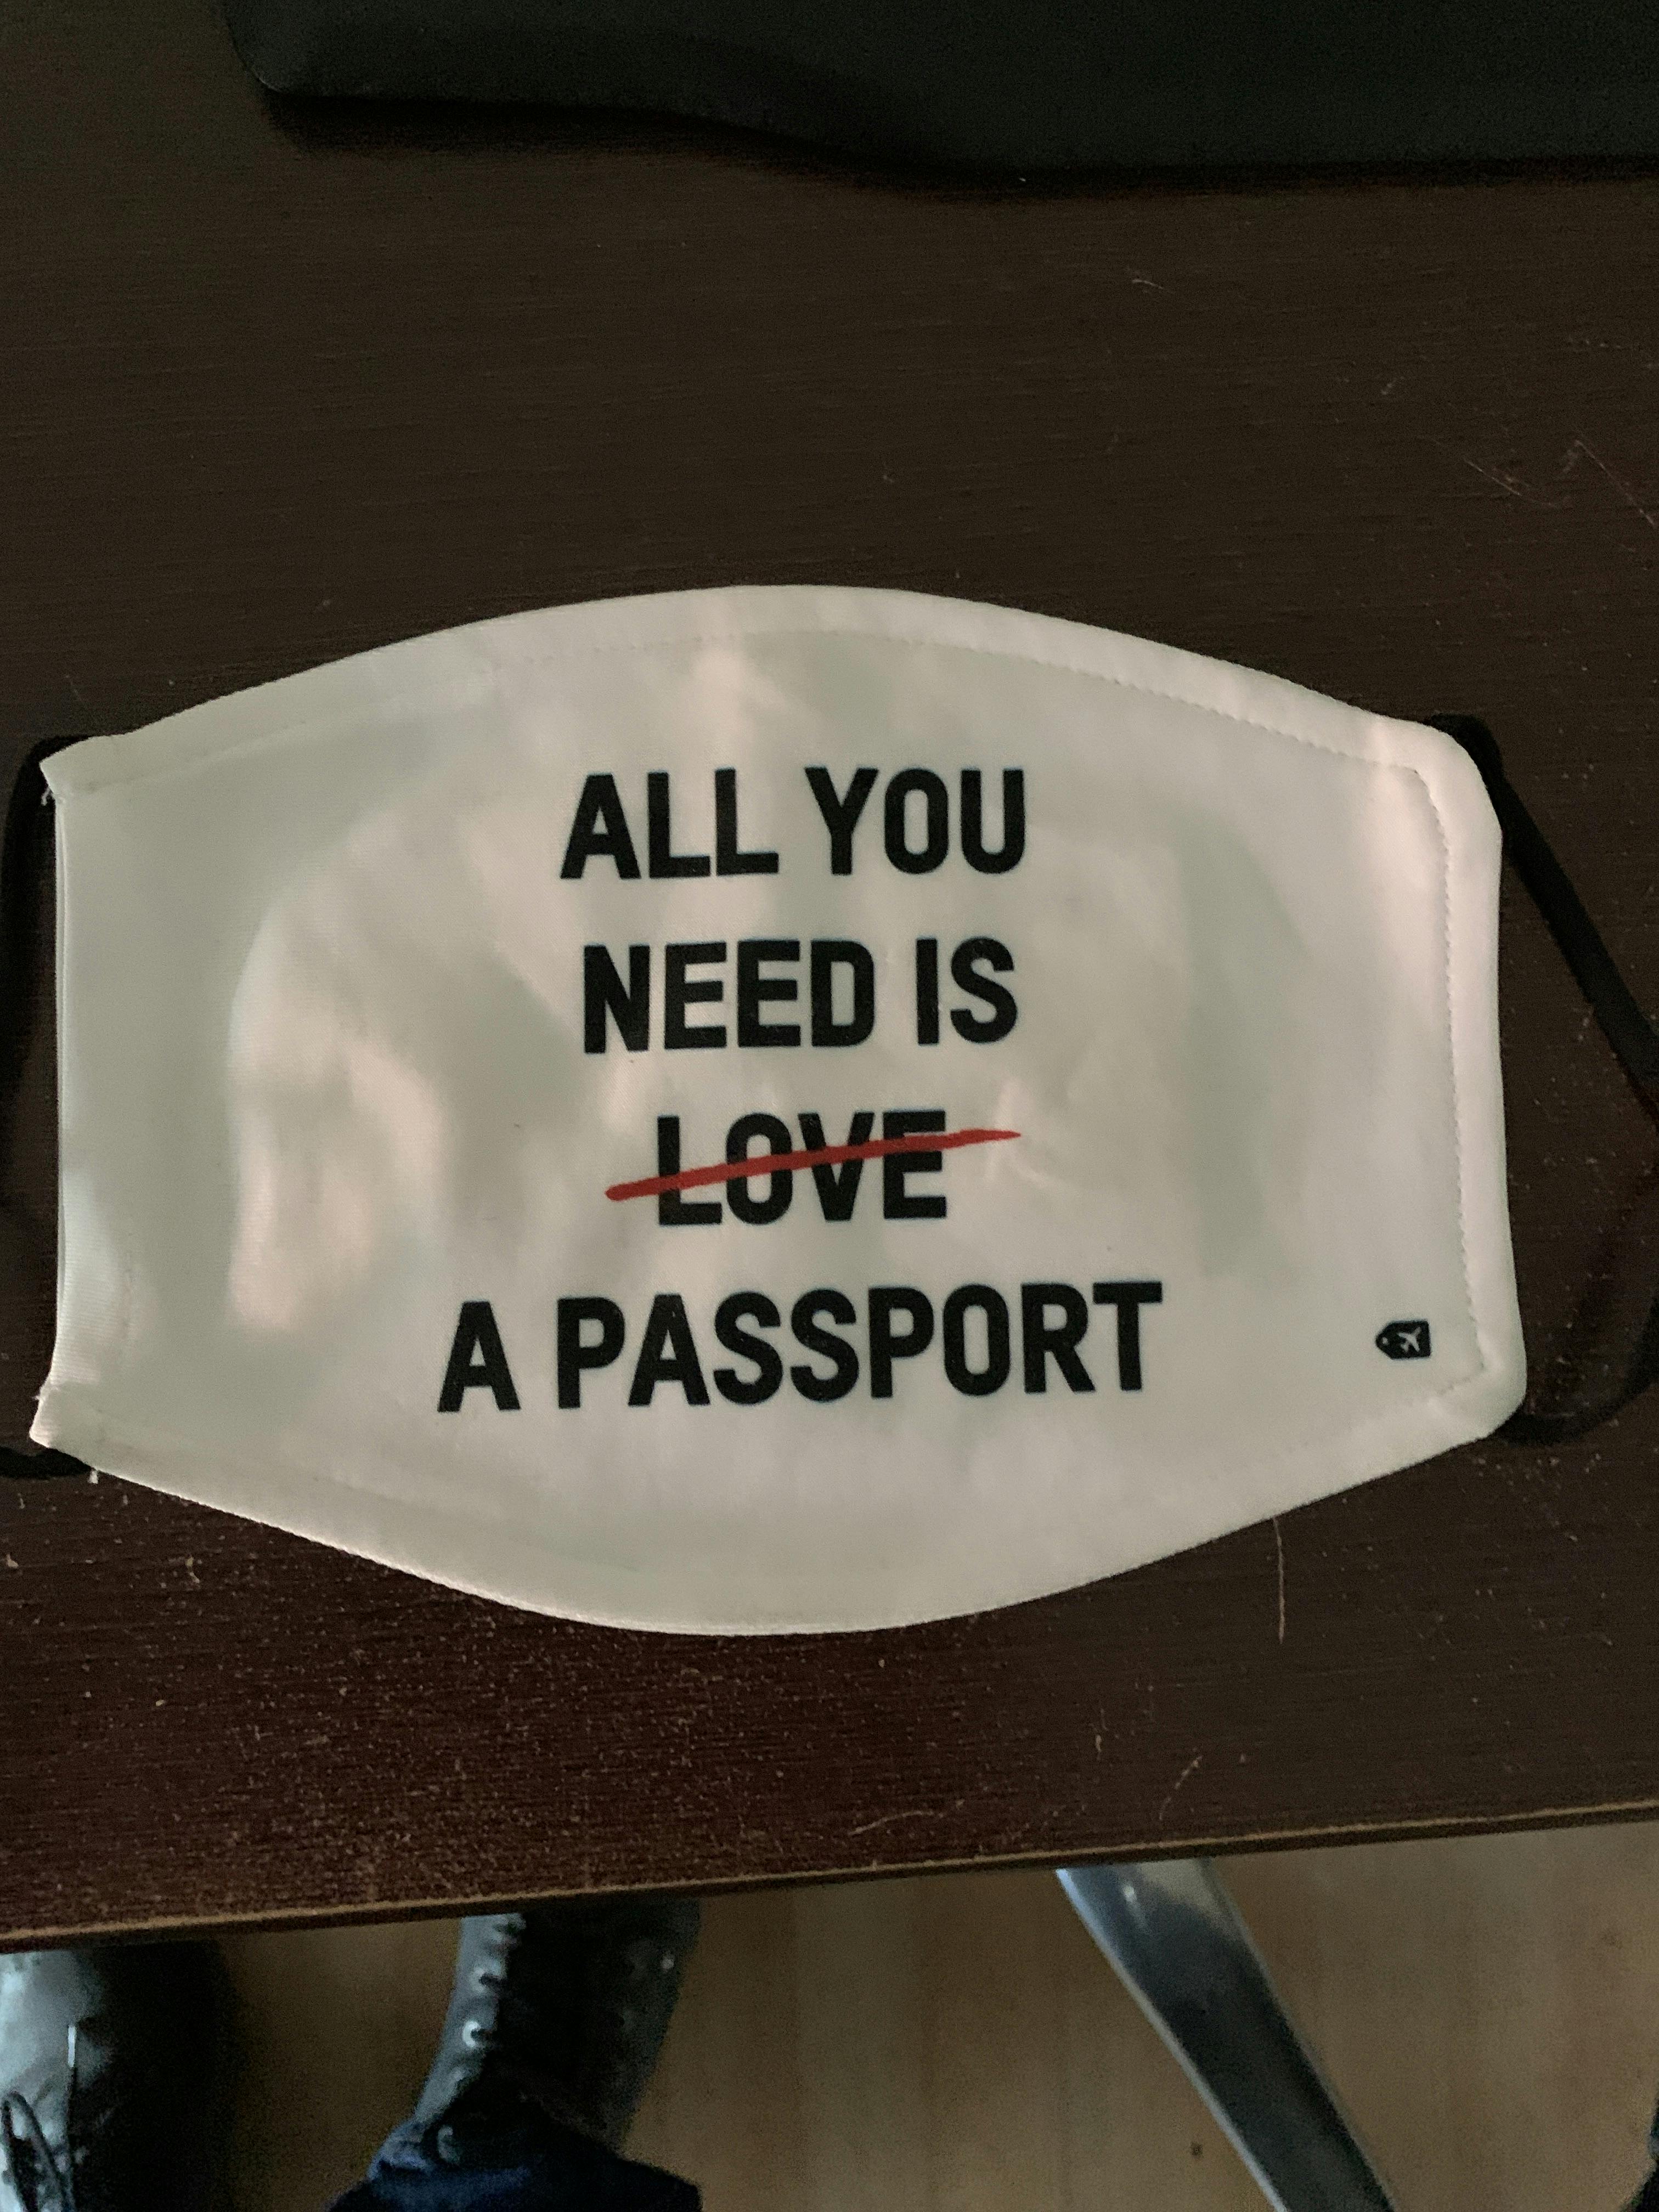 ALL YOU
NEED IS
LOVE
A PASSPORT